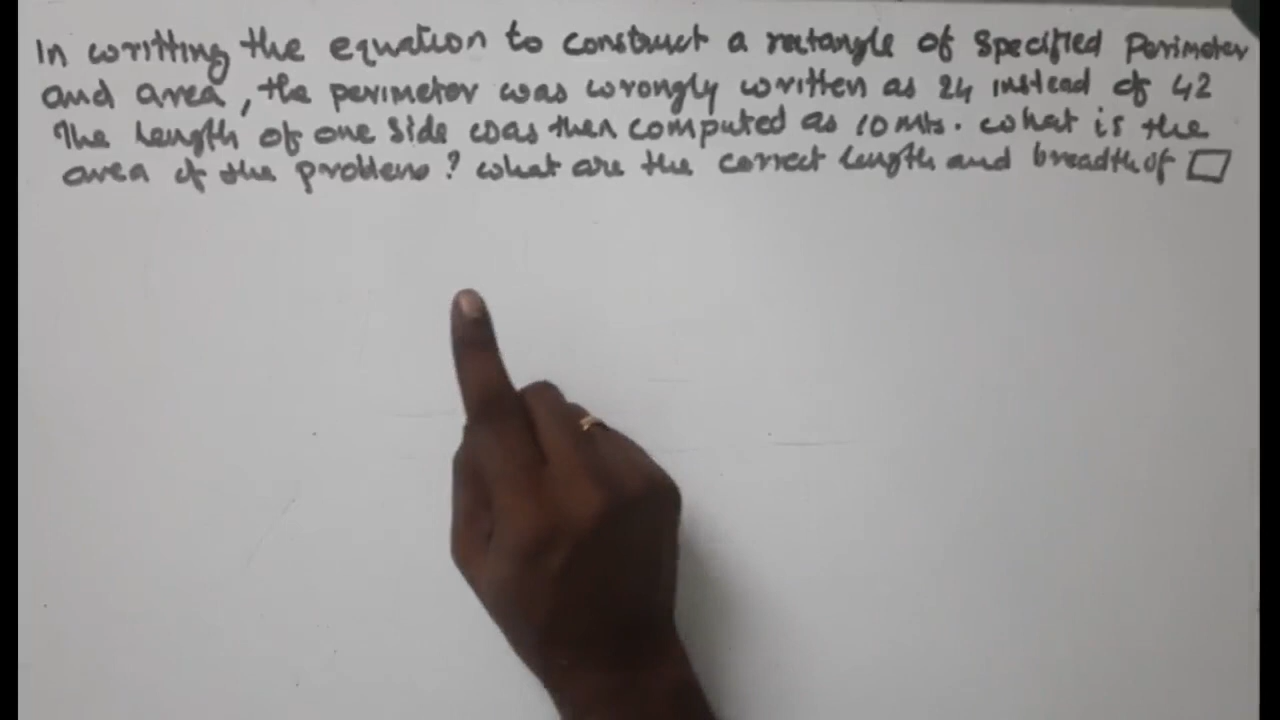 In writting the equation to construct a rectangle of specified Perimeter
and area, the perimeter was wrongly written as 24 instead of 42
The length of one side was then computed as 10 mts. what is the
area of the problem? what are the correct length and breadth of